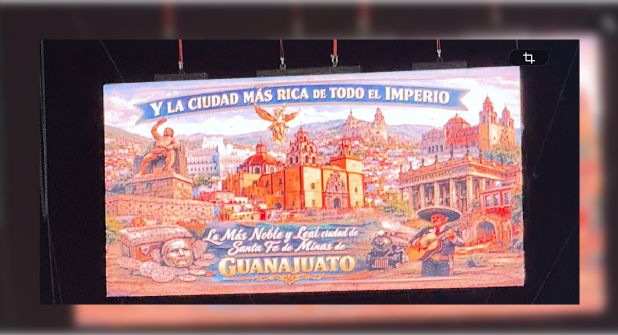 Y LA CIUDAD MÁS RICA DE TODO EL IMPERIO
La Más Noble y Leal ciudad de
Santa Fe de Minas de
GUANAJUATO